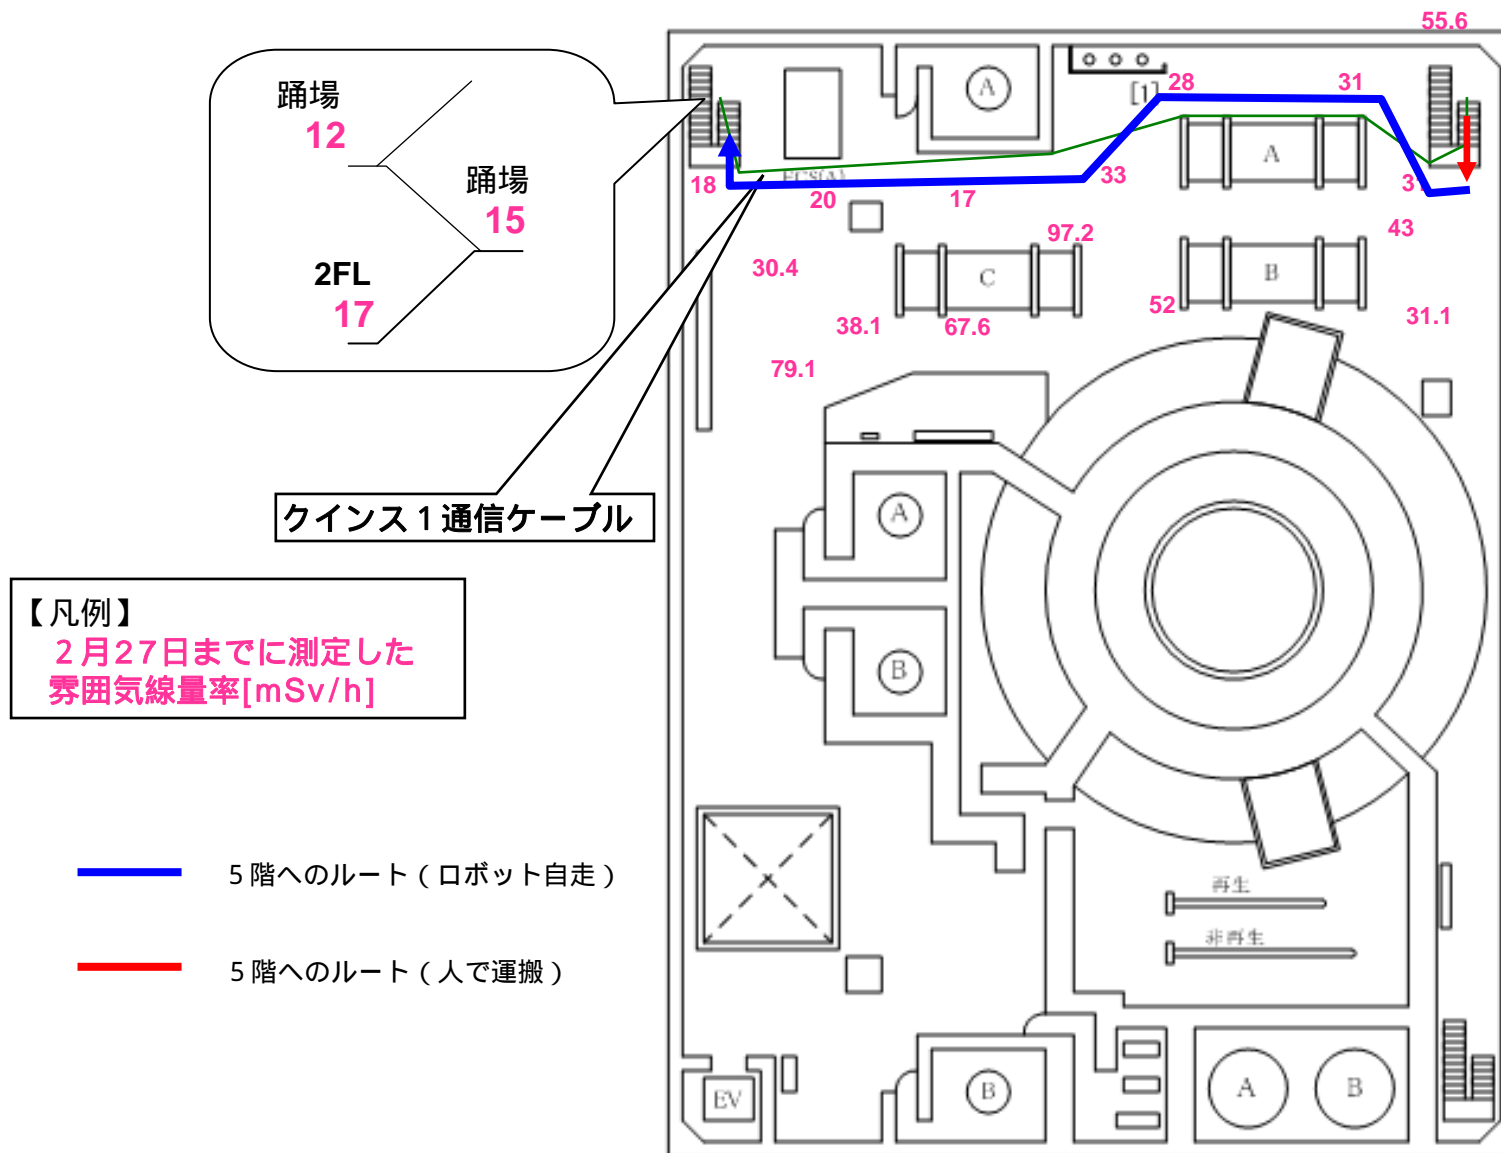 55.6
踊場
12
踊場
15
2FL
17
A
[1]
28
31
A
18
20
17
33
43
97.2
30.4
C
B
52
31.1
38.1
67.6
79.1
クインス１通信ケーブル
A
【凡例】
２月27日までに測定した
雰囲気線量率[mSv/h]
B
５階へのルート（ロボット自走）
再生
非再生
５階へのルート（人で運搬）
EV
B
A
B